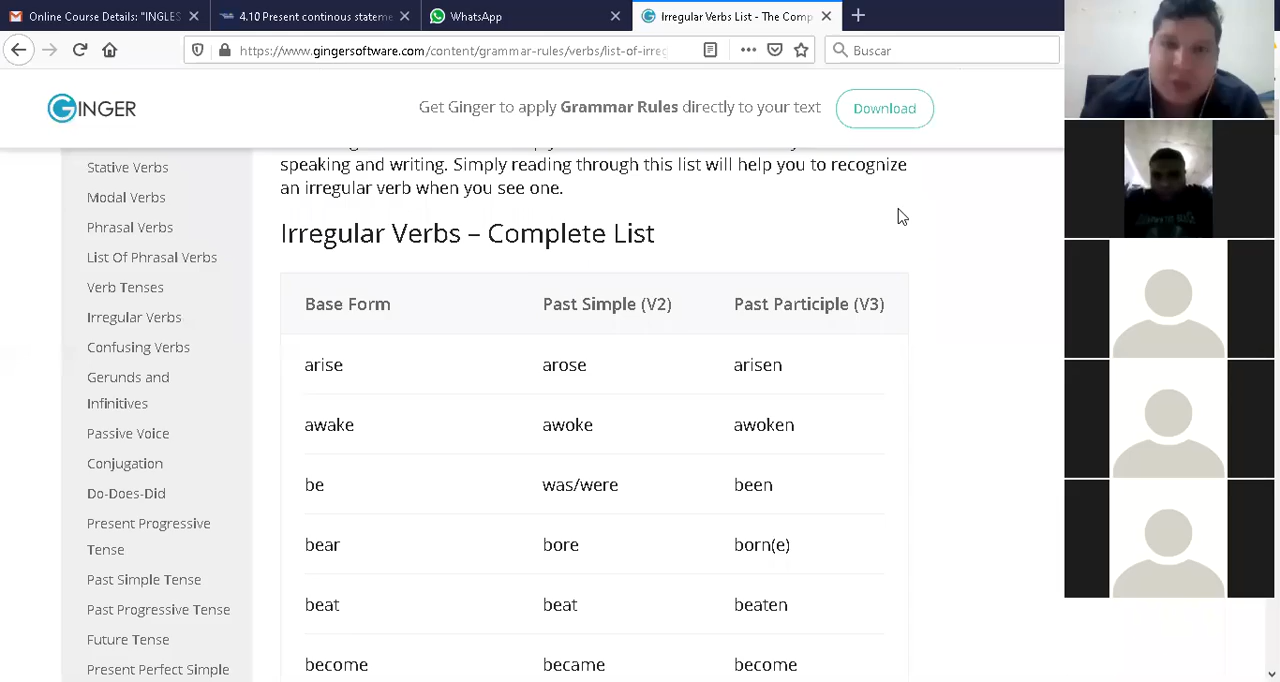 Online Course Details: "INGLES
4.10 Present continous stateme
WhatsApp
Irregular Verbs List - The Comp
https://www.gingersoftware.com/content/grammar-rules/verbs/list-of-irreg
Buscar
GINGER
Get Ginger to apply Grammar Rules directly to your text
Download
speaking and writing. Simply reading through this list will help you to recognize
an irregular verb when you see one.
Irregular Verbs – Complete List
Base Form Past Simple (V2) Past Participle (V3)
arise arose arisen
awake awoke awoken
be was/were been
bear bore born(e)
beat beat beaten
become became become
Stative Verbs
Modal Verbs
Phrasal Verbs
List Of Phrasal Verbs
Verb Tenses
Irregular Verbs
Confusing Verbs
Gerunds and
Infinitives
Passive Voice
Conjugation
Do-Does-Did
Present Progressive
Tense
Past Simple Tense
Past Progressive Tense
Future Tense
Present Perfect Simple